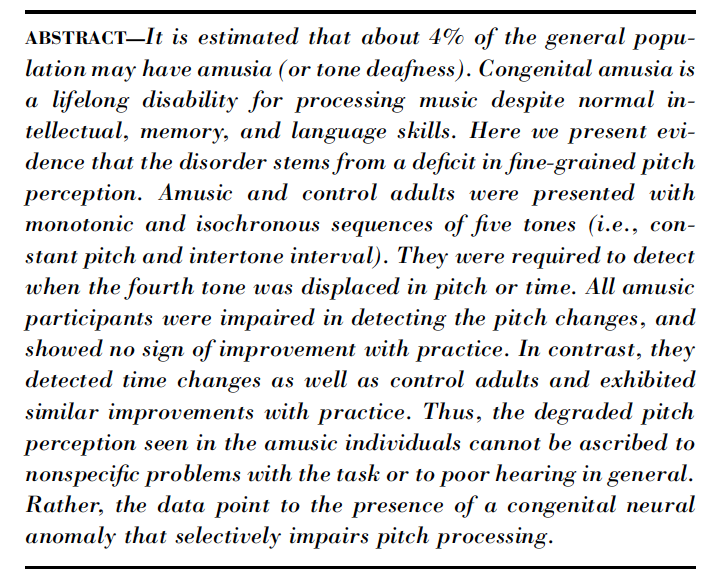 ABSTRACT—It is estimated that about 4% of the general popu-
lation may have amusia (or tone deafness). Congenital amusia is
a lifelong disability for processing music despite normal in-
tellectual, memory, and language skills. Here we present evi-
dence that the disorder stems from a deficit in fine-grained pitch
perception. Amusic and control adults were presented with
monotonic and isochronous sequences of five tones (i.e., con-
stant pitch and intertone interval). They were required to detect
when the fourth tone was displaced in pitch or time. All amusic
participants were impaired in detecting the pitch changes, and
showed no sign of improvement with practice. In contrast, they
detected time changes as well as control adults and exhibited
similar improvements with practice. Thus, the degraded pitch
perception seen in the amusic individuals cannot be ascribed to
nonspecific problems with the task or to poor hearing in general.
Rather, the data point to the presence of a congenital neural
anomaly that selectively impairs pitch processing.